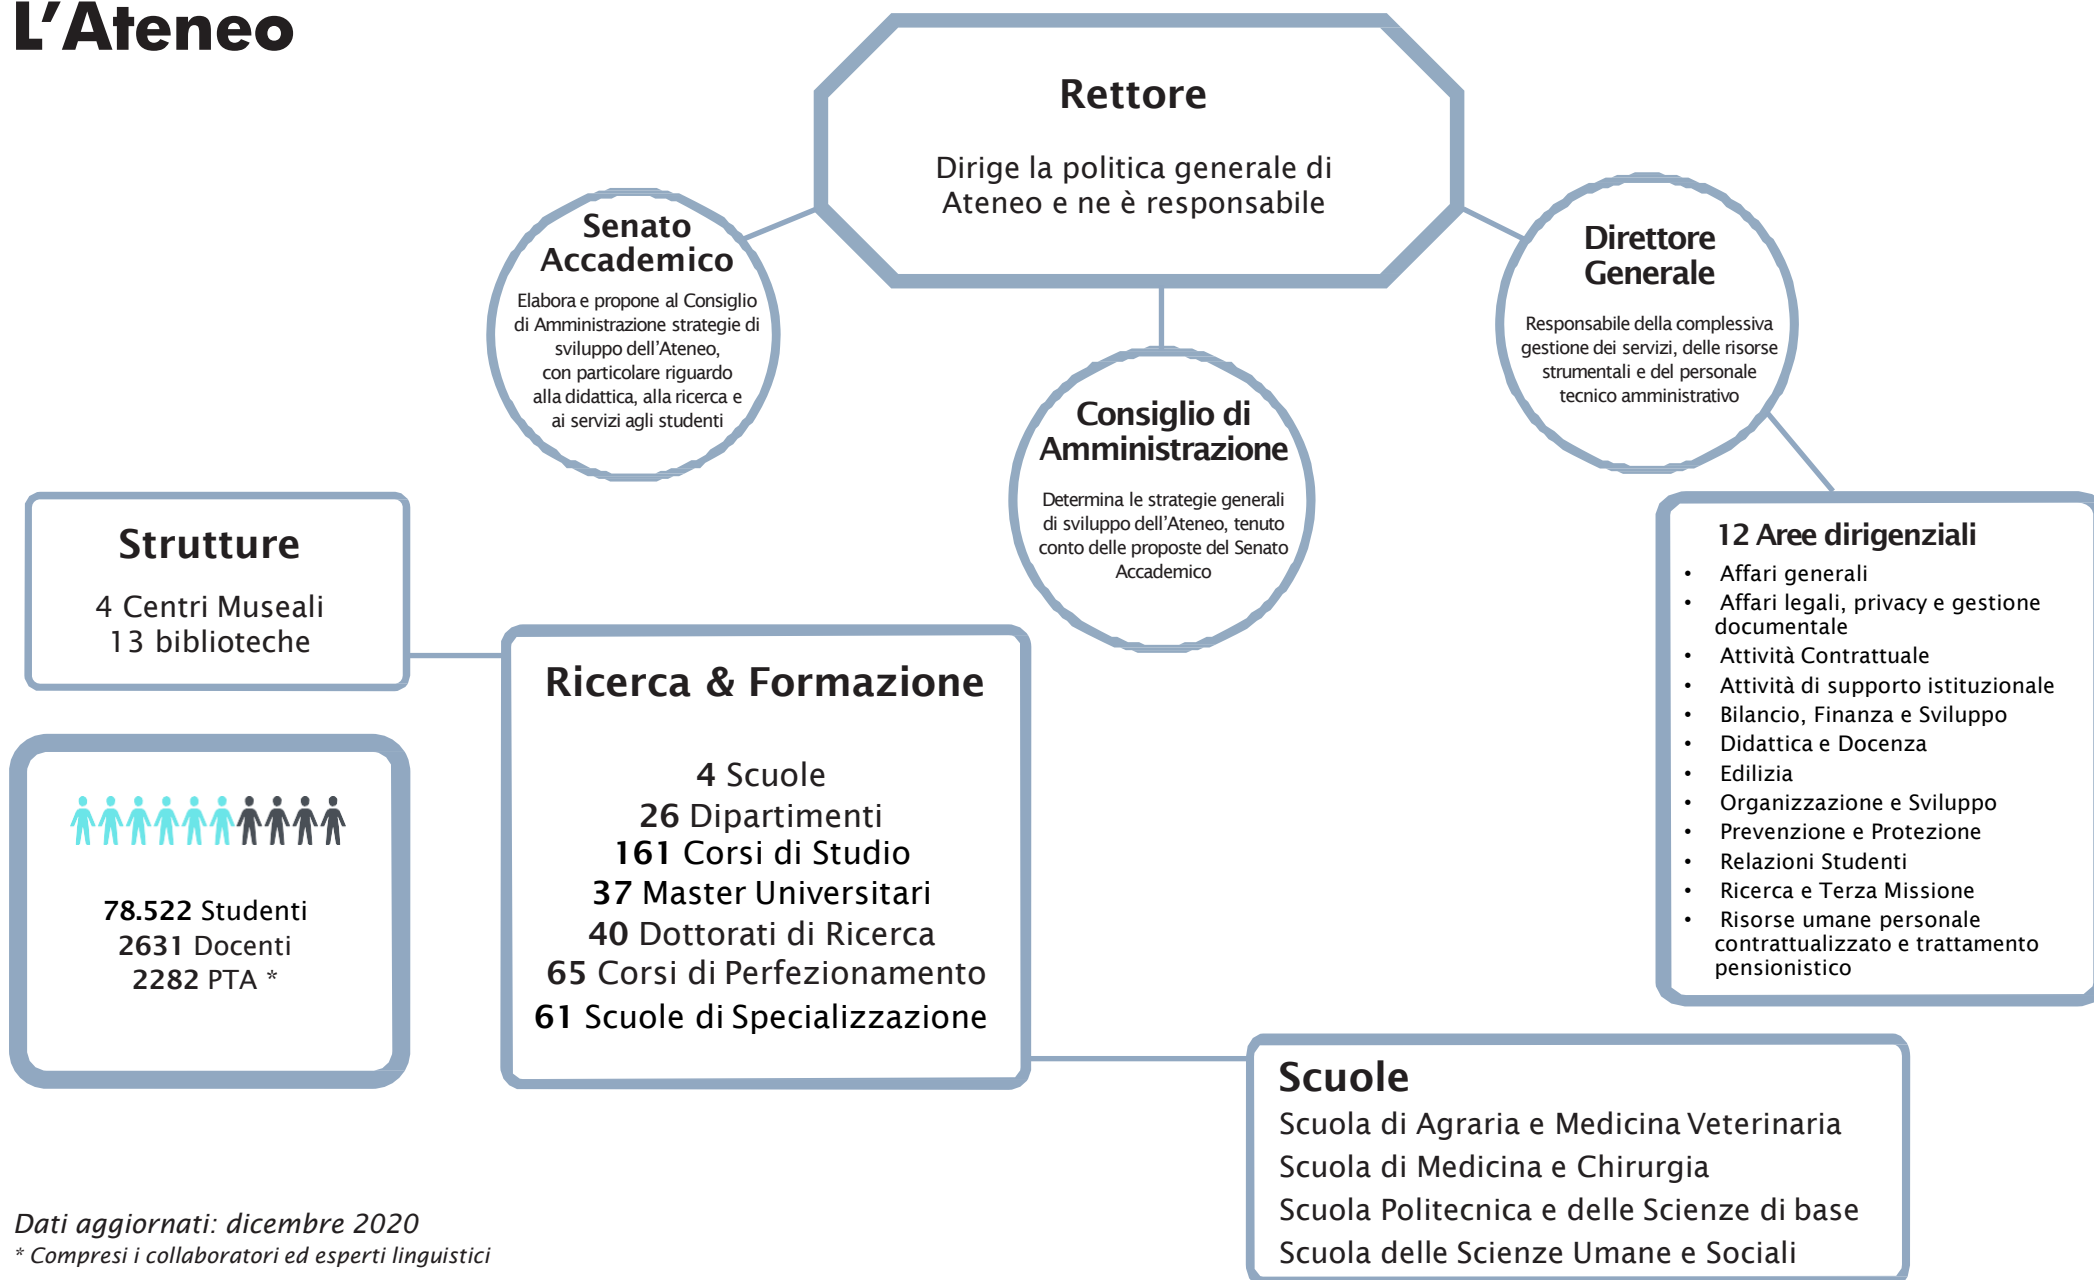 L'Ateneo
Rettore
Dirige la politica generale di
Ateneo e ne è responsabile
Senato
Accademico
Elabora e propone al Consiglio
di Amministrazione strategie di
sviluppo dell'Ateneo,
con particolare riguardo
alla didattica, alla ricerca e
ai servizi agli studenti
Consiglio di
Amministrazione
Determina le strategie generali
di sviluppo dell'Ateneo, tenuto
conto delle proposte del Senato
Accademico
Direttore
Generale
Responsabile della complessiva
gestione dei servizi, delle risorse
strumentali e del personale
tecnico amministrativo
12 Aree dirigenziali
• Affari generali
• Affari legali, privacy e gestione
documentale
• Attività Contrattuale
• Attività di supporto istituzionale
• Bilancio, Finanza e Sviluppo
• Didattica e Docenza
• Edilizia
• Organizzazione e Sviluppo
• Prevenzione e Protezione
• Relazioni Studenti
• Ricerca e Terza Missione
• Risorse umane personale
contrattualizzato e trattamento
pensionistico
Strutture
4 Centri Museali
13 biblioteche
78.522 Studenti
2631 Docenti
2282 PTA *
Ricerca & Formazione
4 Scuole
26 Dipartimenti
161 Corsi di Studio
37 Master Universitari
40 Dottorati di Ricerca
65 Corsi di Perfezionamento
61 Scuole di Specializzazione
Scuole
Scuola di Agraria e Medicina Veterinaria
Scuola di Medicina e Chirurgia
Scuola Politecnica e delle Scienze di base
Scuola delle Scienze Umane e Sociali
Dati aggiornati: dicembre 2020
* Compresi i collaboratori ed esperti linguistici